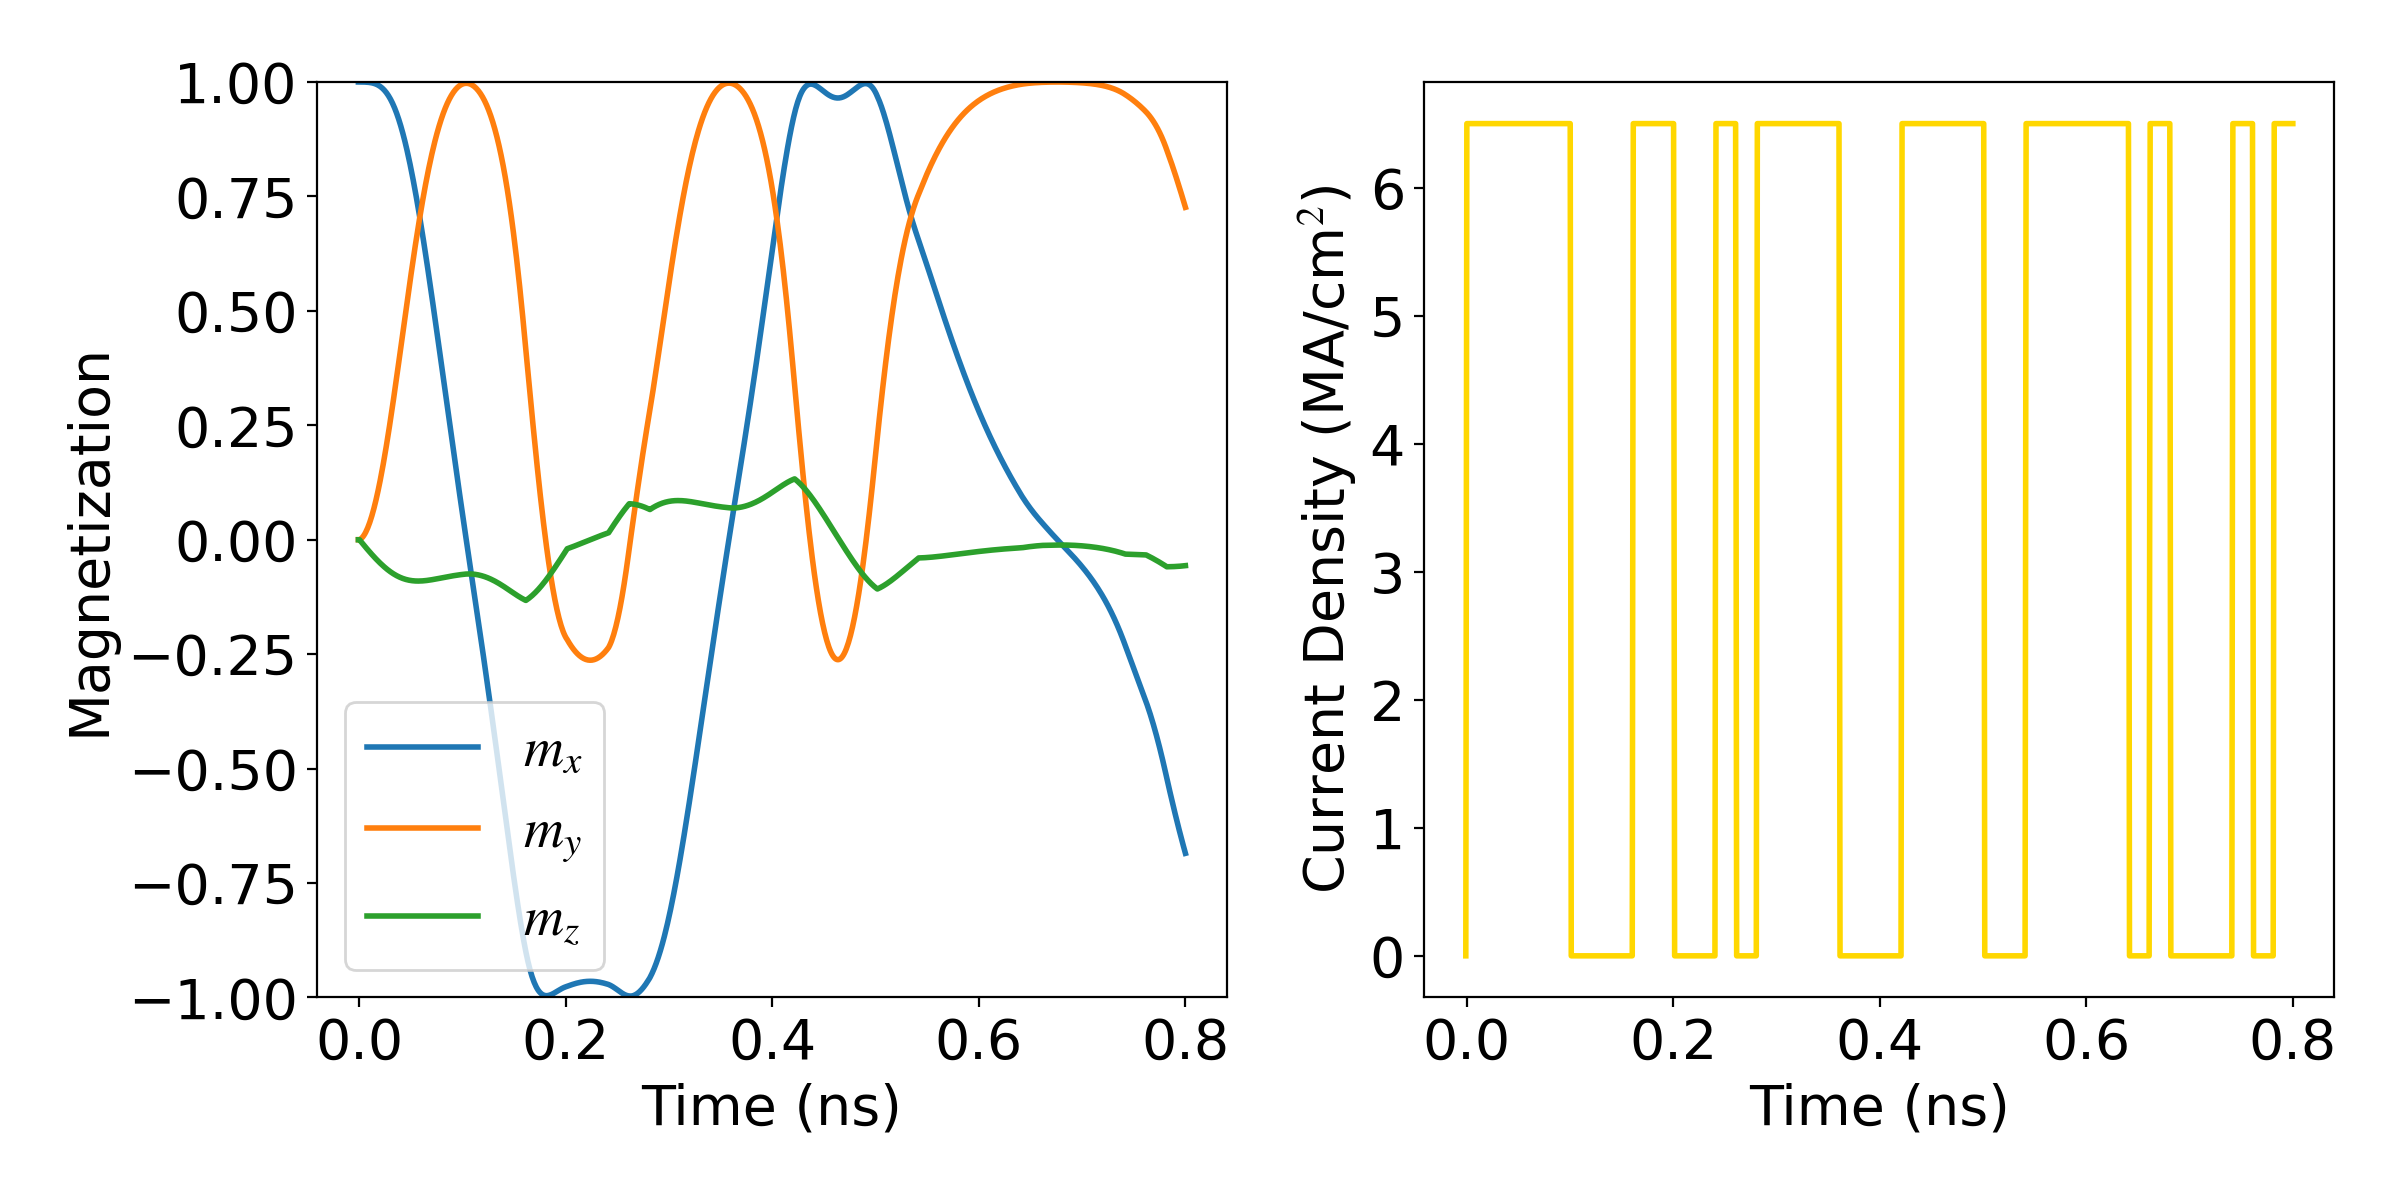 1.00
0.75
0.50
0.25
0.00
−0.25
−0.50
−0.75
−1.00
Magnetization
m_x
m_y
m_z
0.0 0.2 0.4 0.6 0.8
Time (ns)
6
5
4
3
2
1
0
Current Density (MA/cm²)
0.0 0.2 0.4 0.6 0.8
Time (ns)